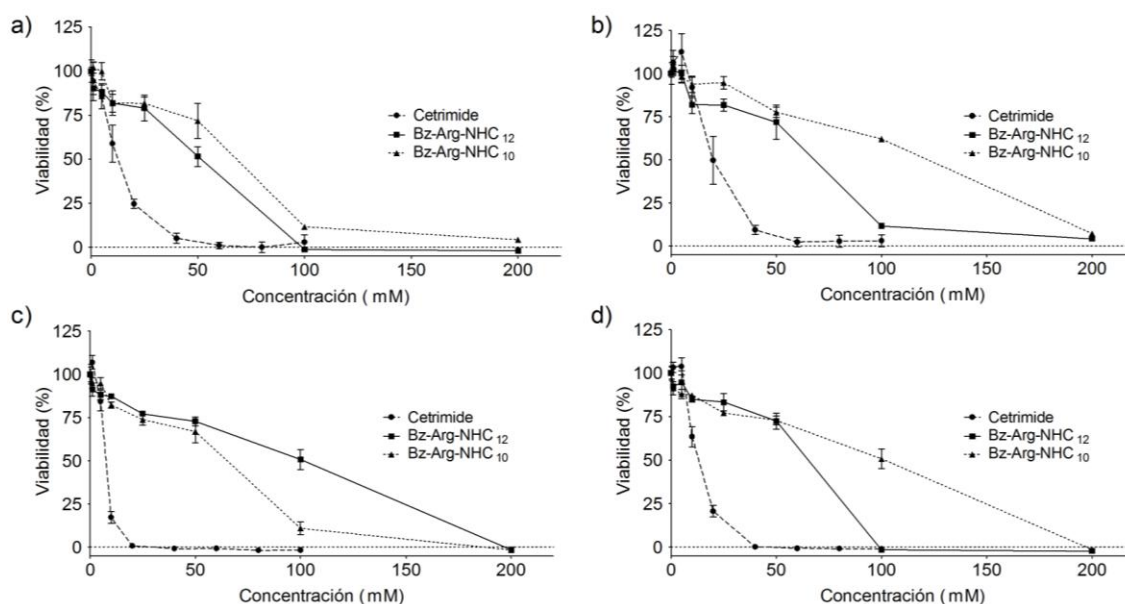 a)
125
100
75
50
25
0
Viabilidad (%)
Cetrimide
Bz-Arg-NHC 12
Bz-Arg-NHC 10
0 50 100 150 200
Concentración ( mM)
b)
125
100
75
50
25
0
Viabilidad (%)
Cetrimide
Bz-Arg-NHC 12
Bz-Arg-NHC 10
0 50 100 150 200
Concentración ( mM)
c)
125
100
75
50
25
0
Viabilidad (%)
Cetrimide
Bz-Arg-NHC 12
Bz-Arg-NHC 10
0 50 100 150 200
Concentración ( mM)
d)
125
100
75
50
25
0
Viabilidad (%)
Cetrimide
Bz-Arg-NHC 12
Bz-Arg-NHC 10
0 50 100 150 200
Concentración ( mM)